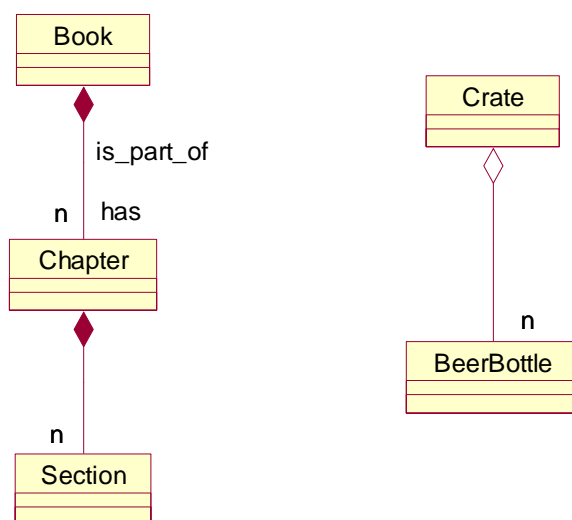 Book
is_part_of
n has
Chapter
n
Section
Crate
n
BeerBottle